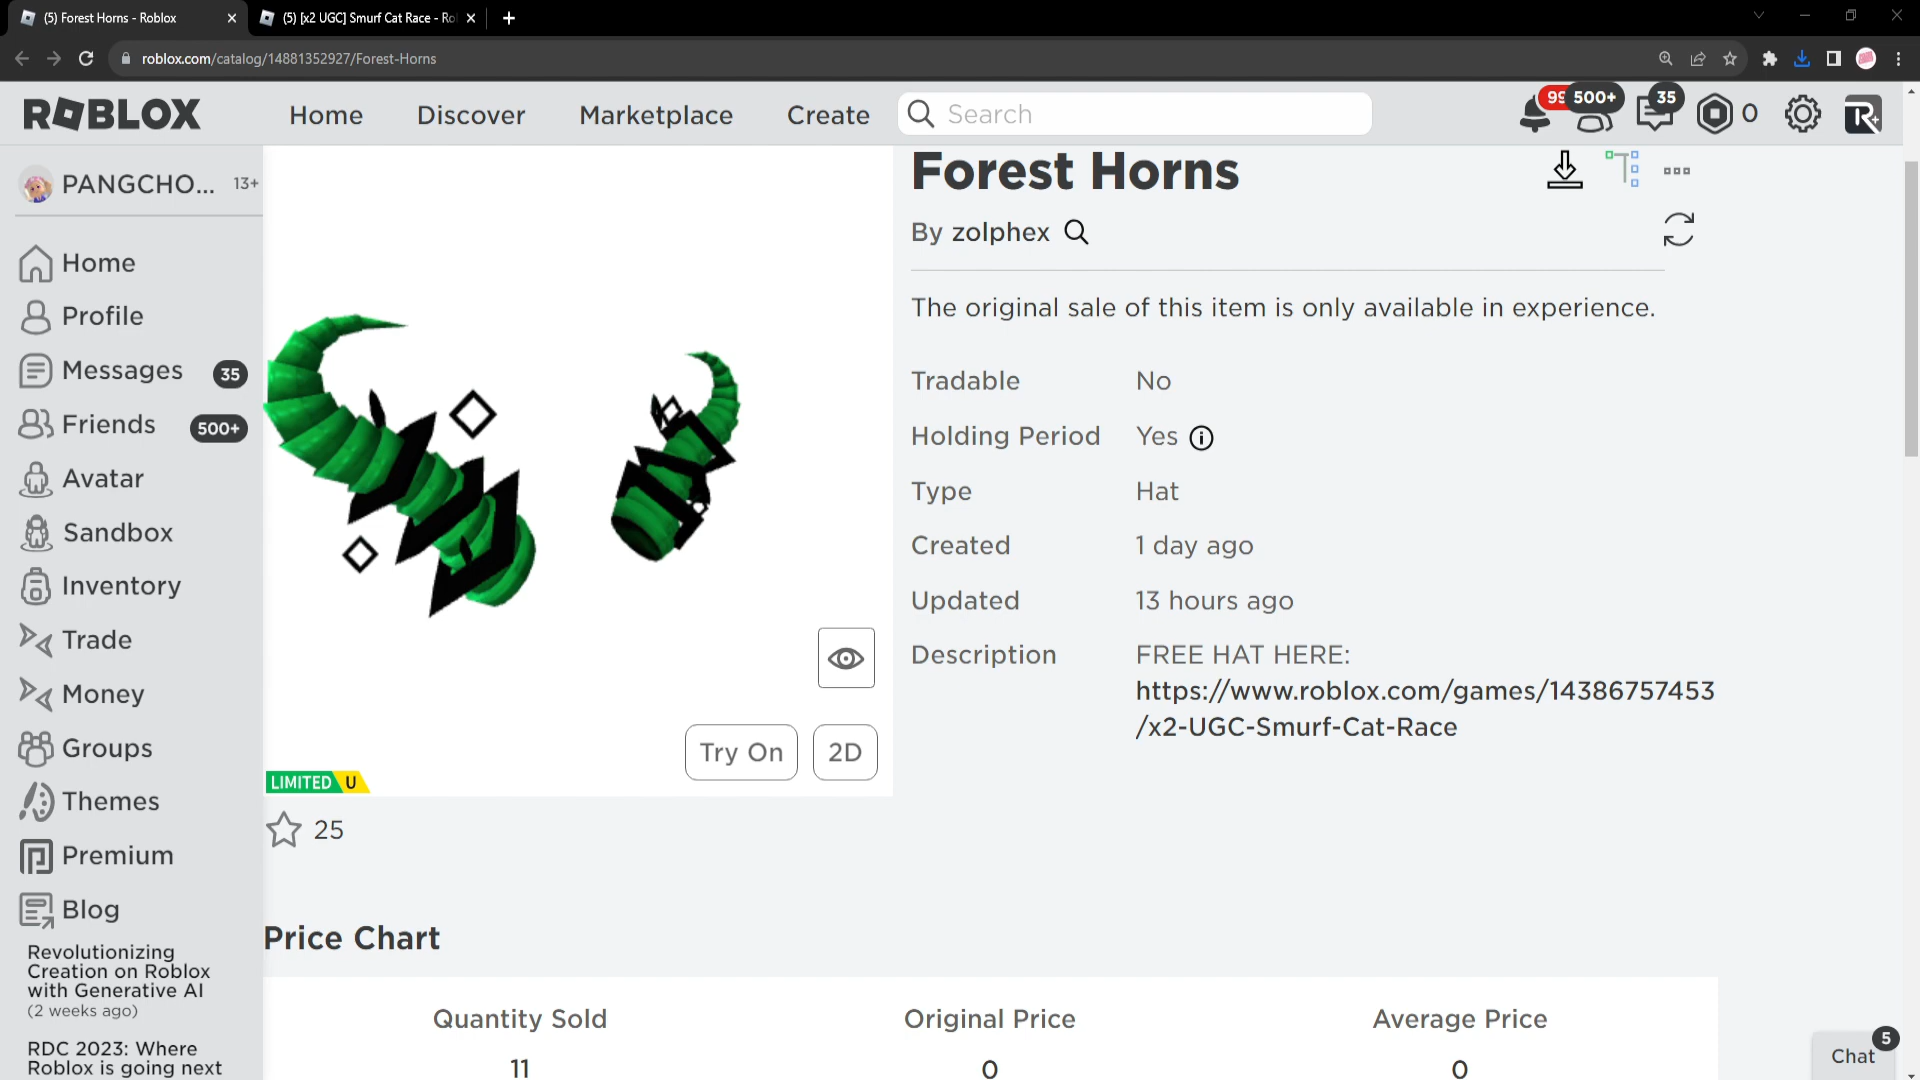 (5) Forest Horns - Roblox
(5) [x2 UGC] Smurf Cat Race - Ro
roblox.com/catalog/14881352927/Forest-Horns
ROBLOX
Home
Discover
Marketplace
Create
Search
99
500+
35
0
R+
PANGCHO... 13+
Home
Profile
Messages 35
Friends 500+
Avatar
Sandbox
Inventory
Trade
Money
Groups
Themes
Premium
Blog
Revolutionizing
Creation on Roblox
with Generative AI
(2 weeks ago)
RDC 2023: Where
Roblox is going next
LIMITED U
Try On
2D
25
Forest Horns
By zolphex
The original sale of this item is only available in experience.
Tradable No
Holding Period Yes
Type Hat
Created 1 day ago
Updated 13 hours ago
Description FREE HAT HERE:
https://www.roblox.com/games/14386757453
/x2-UGC-Smurf-Cat-Race
Price Chart
Quantity Sold Original Price Average Price
11 0 0
Chat 5